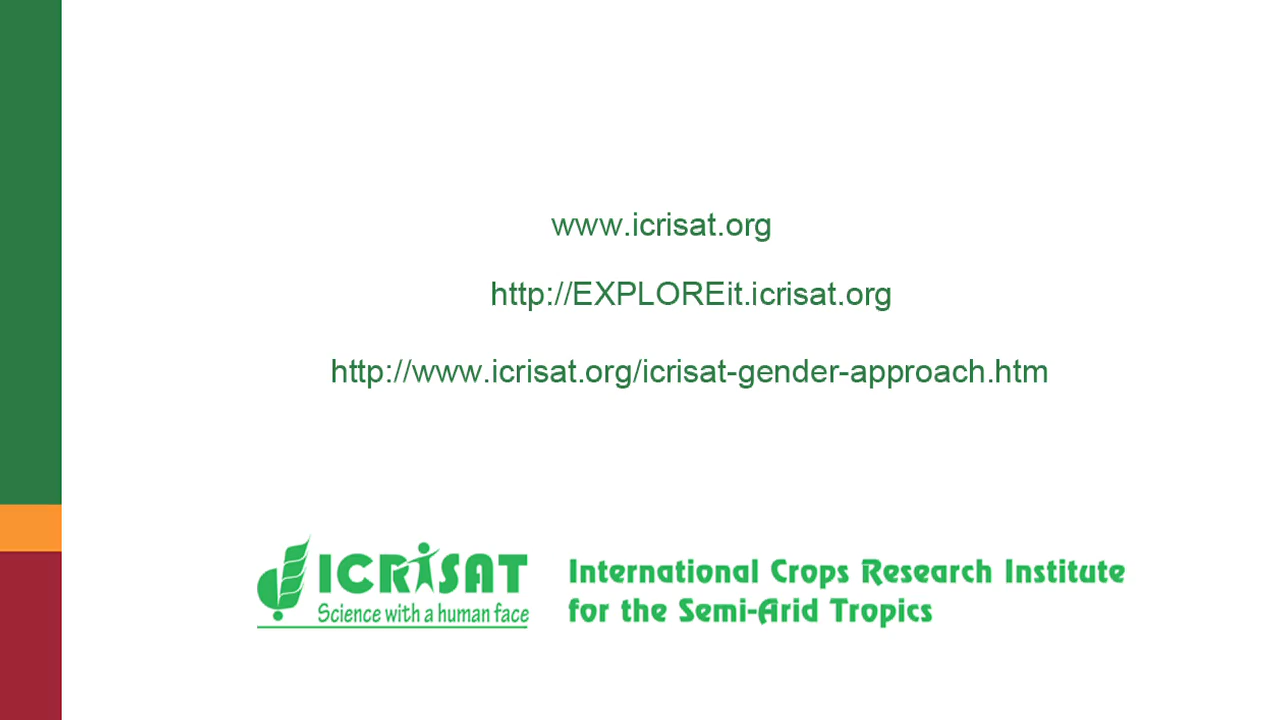 www.icrisat.org
http://EXPLOREit.icrisat.org
http://www.icrisat.org/icrisat-gender-approach.htm
ICRISAT
Science with a human face
International Crops Research Institute
for the Semi-Arid Tropics